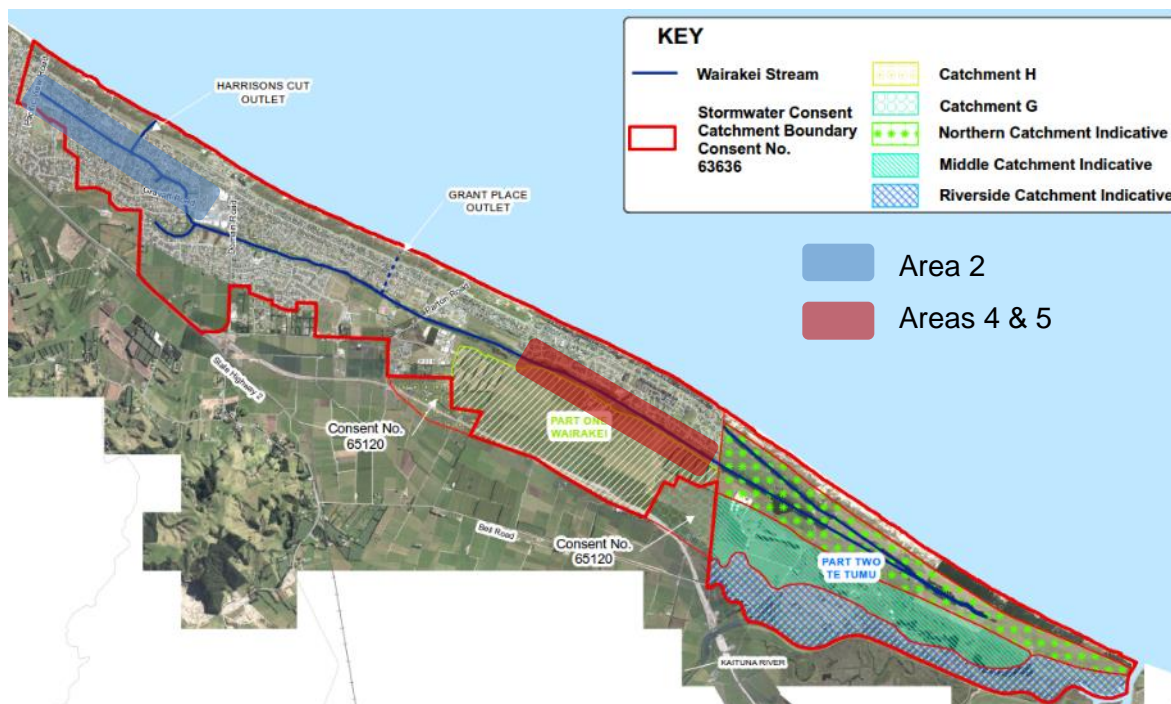 KEY
Wairakei Stream
Stormwater Consent
Catchment Boundary
Consent No.
63636
Catchment H
Catchment G
Northern Catchment Indicative
Middle Catchment Indicative
Riverside Catchment Indicative
Area 2
Areas 4 & 5
HARRISONS CUT
OUTLET
GRANT PLACE
OUTLET
Domain Road
Parton Road
State Highway 2
Consent No.
65120
PART ONE
WAIRAKEI
Bell Road
Consent No.
65120
PART TWO
TE TUMU
KAITUNA RIVER